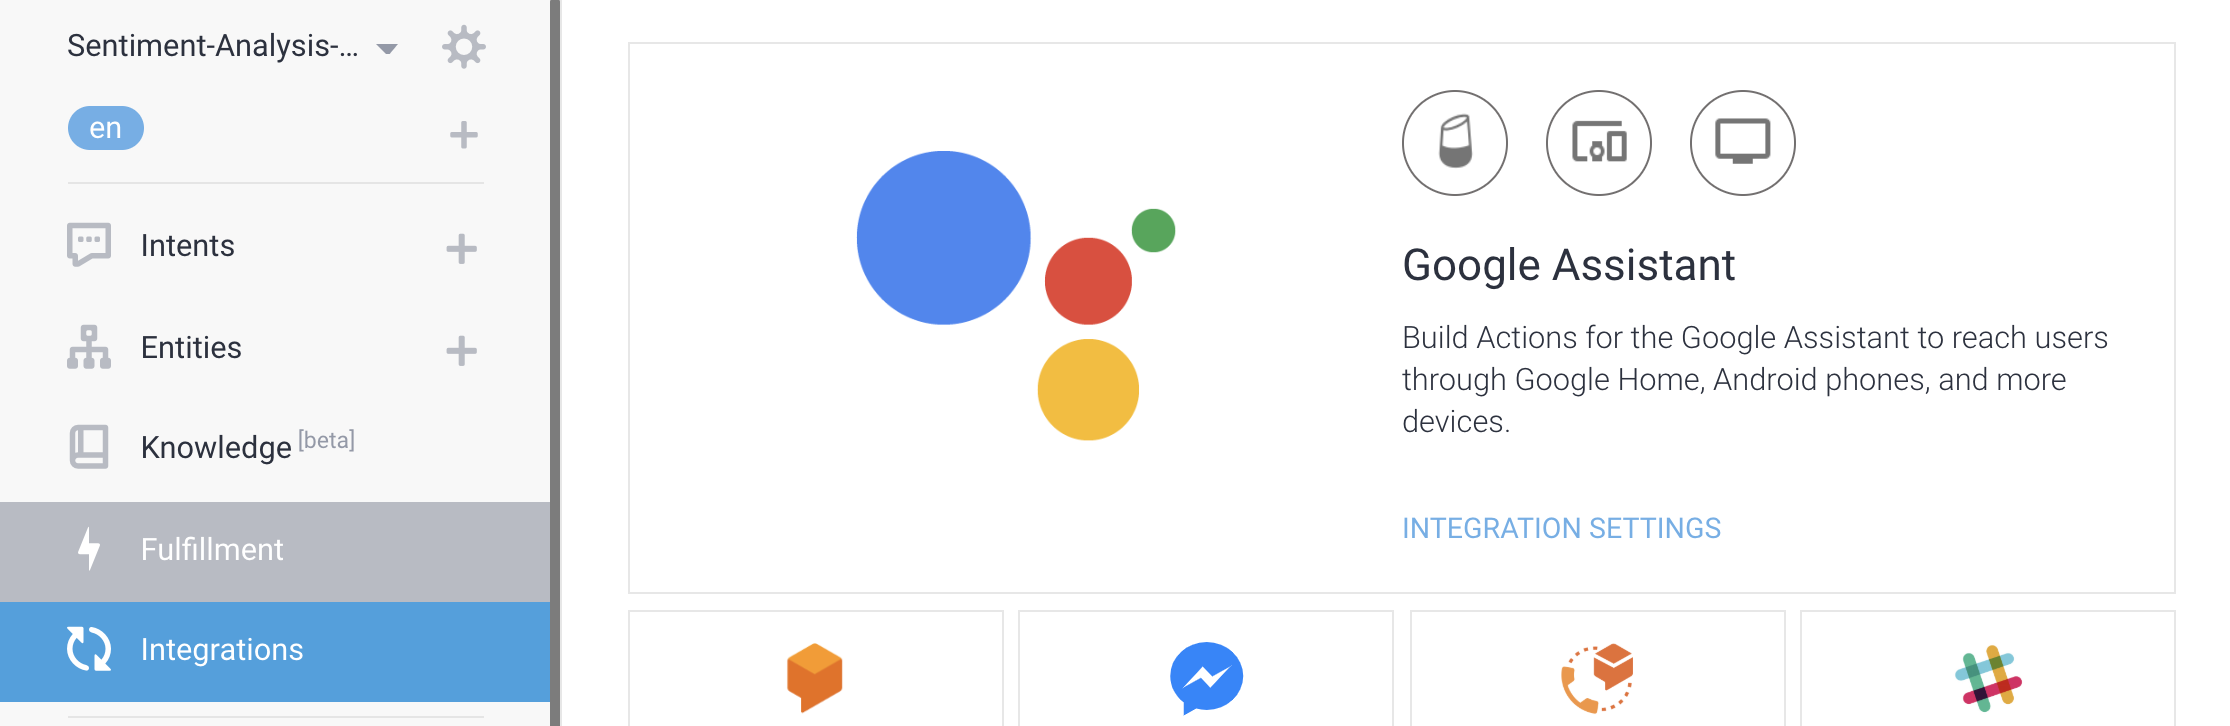 Sentiment-Analysis-...
en
Intents
Entities
Knowledge [beta]
Fulfillment
Integrations
Google Assistant
Build Actions for the Google Assistant to reach users
through Google Home, Android phones, and more
devices.
INTEGRATION SETTINGS